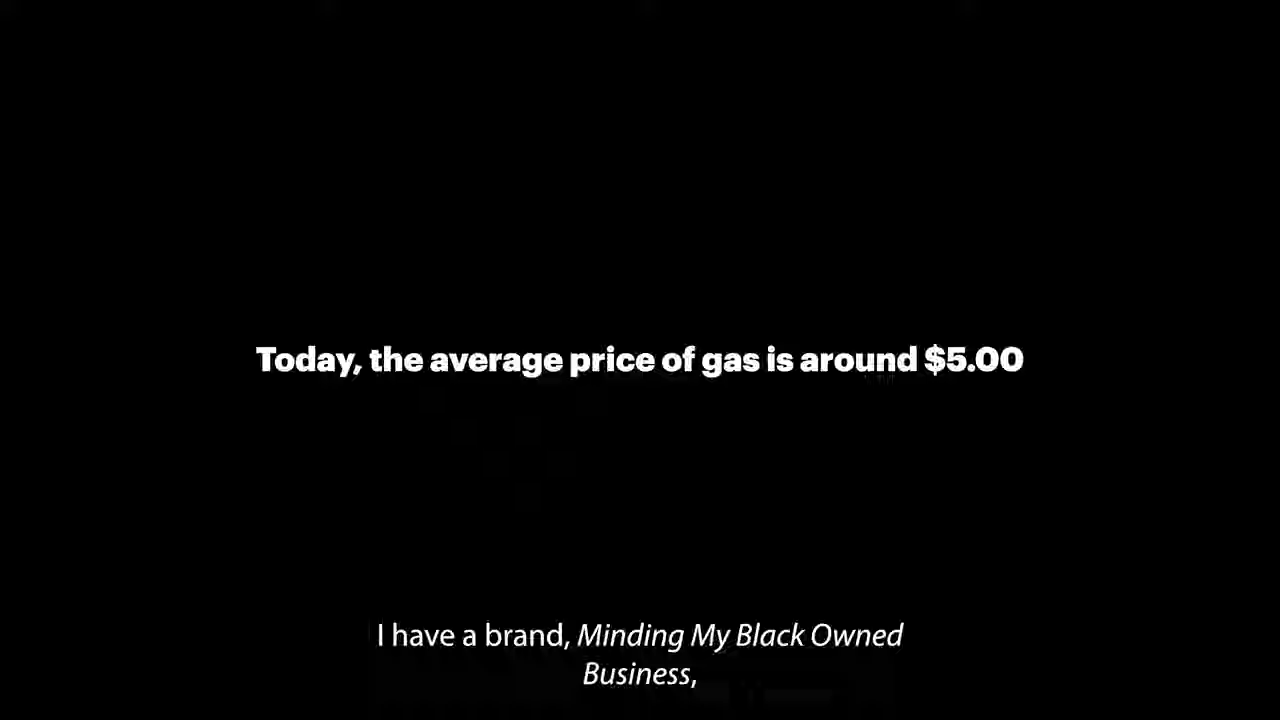 Today, the average price of gas is around $5.00
I have a brand, Minding My Black Owned
Business,